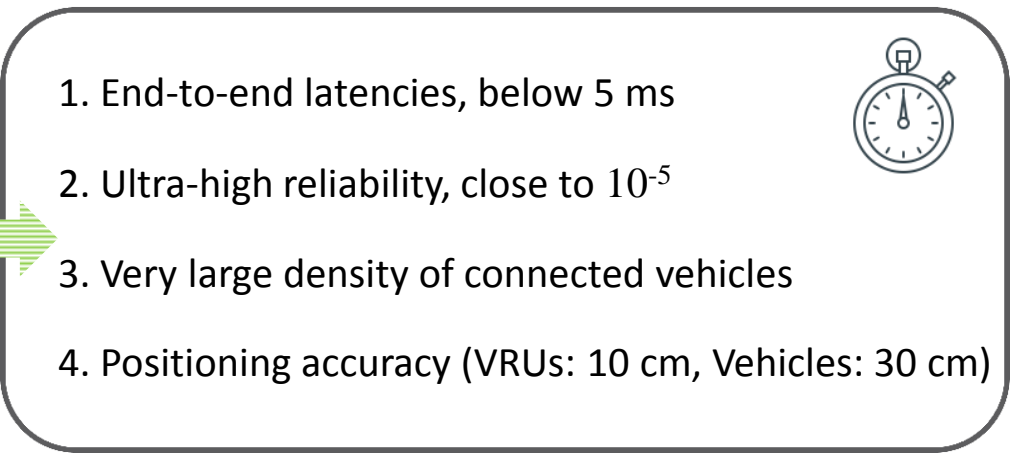 1. End-to-end latencies, below 5 ms
2. Ultra-high reliability, close to 10⁻⁵
3. Very large density of connected vehicles
4. Positioning accuracy (VRUs: 10 cm, Vehicles: 30 cm)